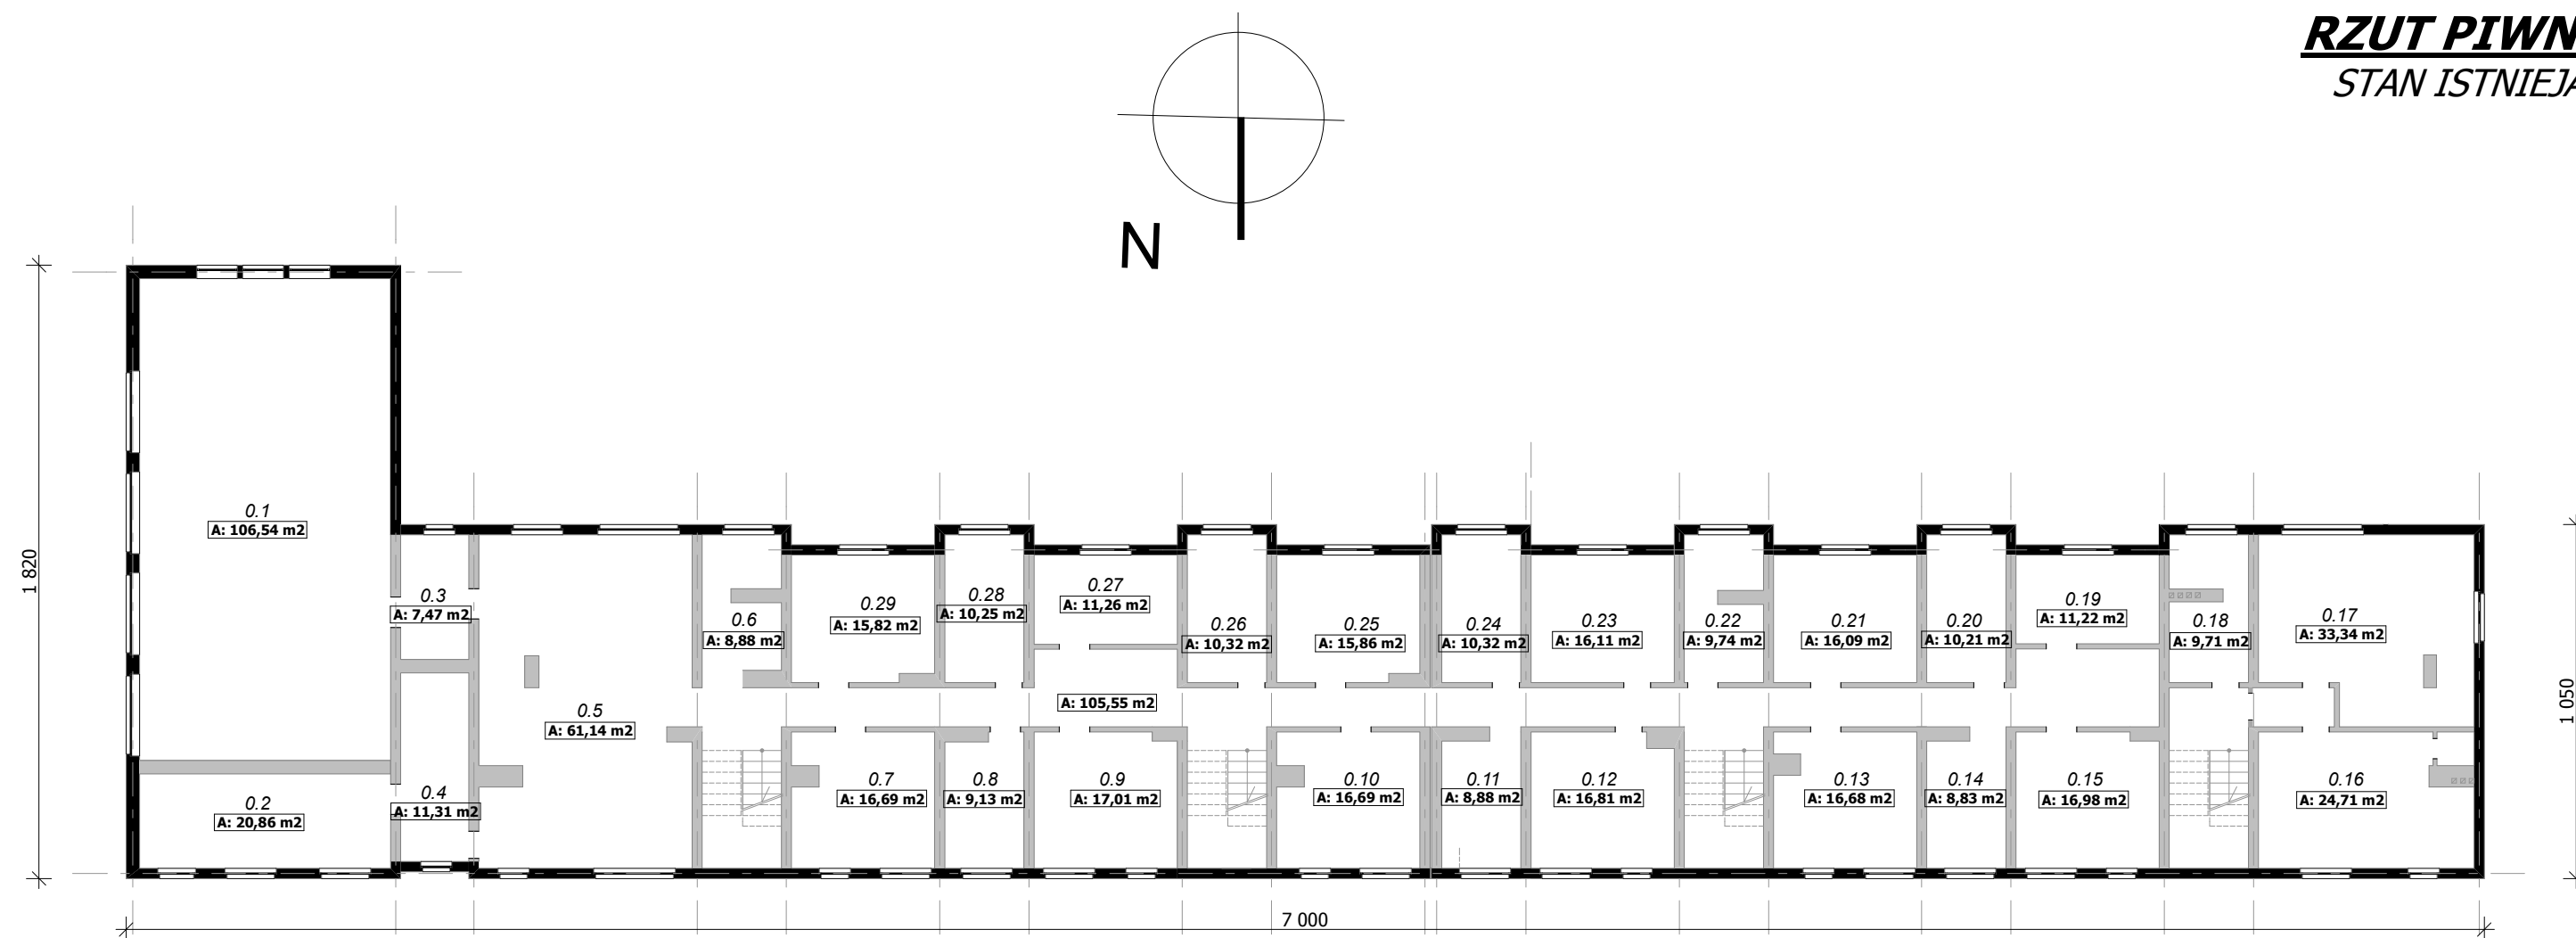 RZUT PIWN
STAN ISTNIEJĄ
N
0.1
A: 106,54 m2
0.2
A: 20,86 m2
0.3
A: 7,47 m2
0.4
A: 11,31 m2
0.5
A: 61,14 m2
0.6
A: 8,88 m2
0.29
A: 15,82 m2
0.28
A: 10,25 m2
0.27
A: 11,26 m2
0.26
A: 10,32 m2
0.25
A: 15,86 m2
0.24
A: 10,32 m2
0.23
A: 16,11 m2
0.22
A: 9,74 m2
0.21
A: 16,09 m2
0.20
A: 10,21 m2
0.19
A: 11,22 m2
0.18
A: 9,71 m2
0.17
A: 33,34 m2
A: 105,55 m2
0.7
A: 16,69 m2
0.8
A: 9,13 m2
0.9
A: 17,01 m2
0.10
A: 16,69 m2
0.11
A: 8,88 m2
0.12
A: 16,81 m2
0.13
A: 16,68 m2
0.14
A: 8,83 m2
0.15
A: 16,98 m2
0.16
A: 24,71 m2
1 820
1 050
7 000